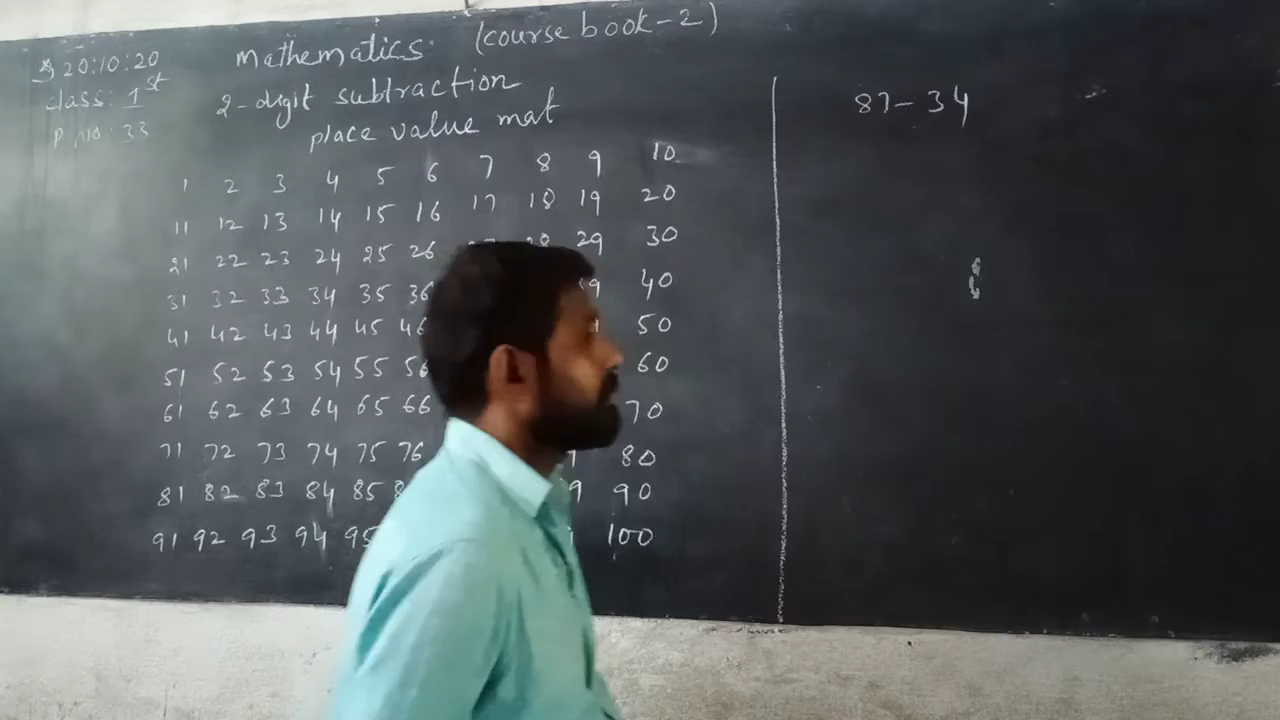 20:10:20
class: 1st
P NO: 33
Mathematics (course book-2)
2-digit subtraction
place value mat
1 2 3 4 5 6 7 8 9 10
11 12 13 14 15 16 17 18 19 20
21 22 23 24 25 26 29 30
31 32 33 34 35 36 40
41 42 43 44 45 46 50
51 52 53 54 55 56 60
61 62 63 64 65 66 70
71 72 73 74 75 76 80
81 82 83 84 85 90
91 92 93 94 95 100
87-34